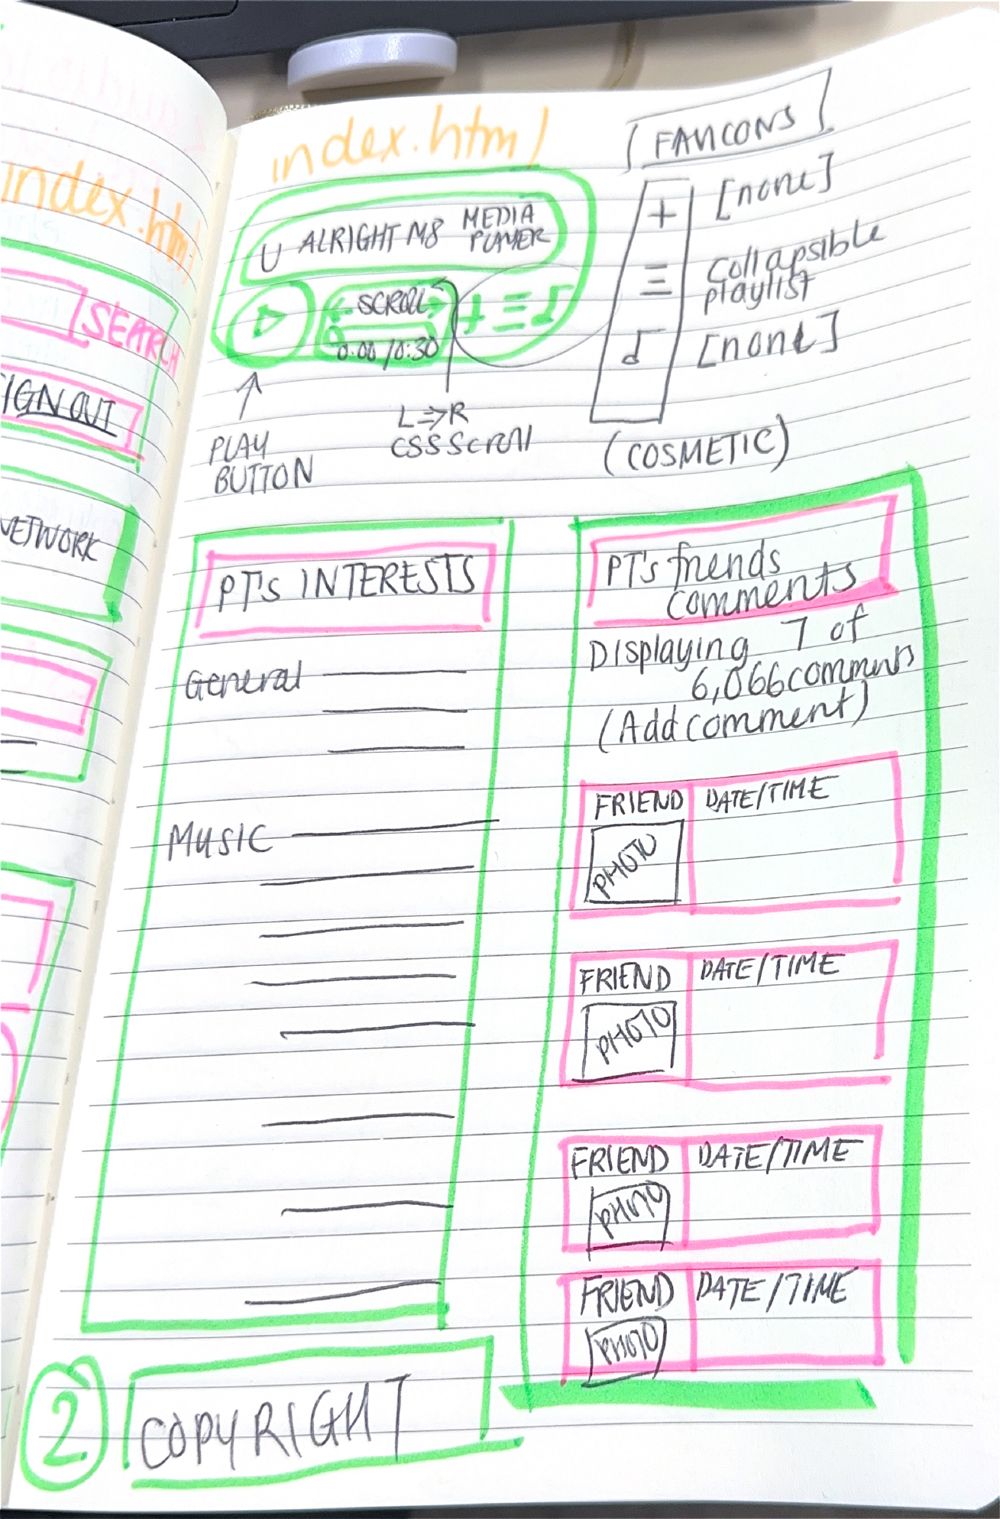 index.html
SEARCH
SIGN OUT
NETWORK
index.html
U ALRIGHT M8 MEDIA
PLAYER
SCROLL
0.00/0:30
PLAY
BUTTON
L⇒R
CSS Scroll
[FAVICONS]
+ [none]
collapsible
playlist
♫ [none]
(COSMETIC)
PT's INTERESTS
General
MUSIC
PT's friends
comments
Displaying 7 of
6,066 comments
(Add comment)
FRIEND DATE/TIME
PHOTO
FRIEND DATE/TIME
PHOTO
FRIEND DATE/TIME
PHOTO
FRIEND DATE/TIME
PHOTO
2 COPYRIGHT